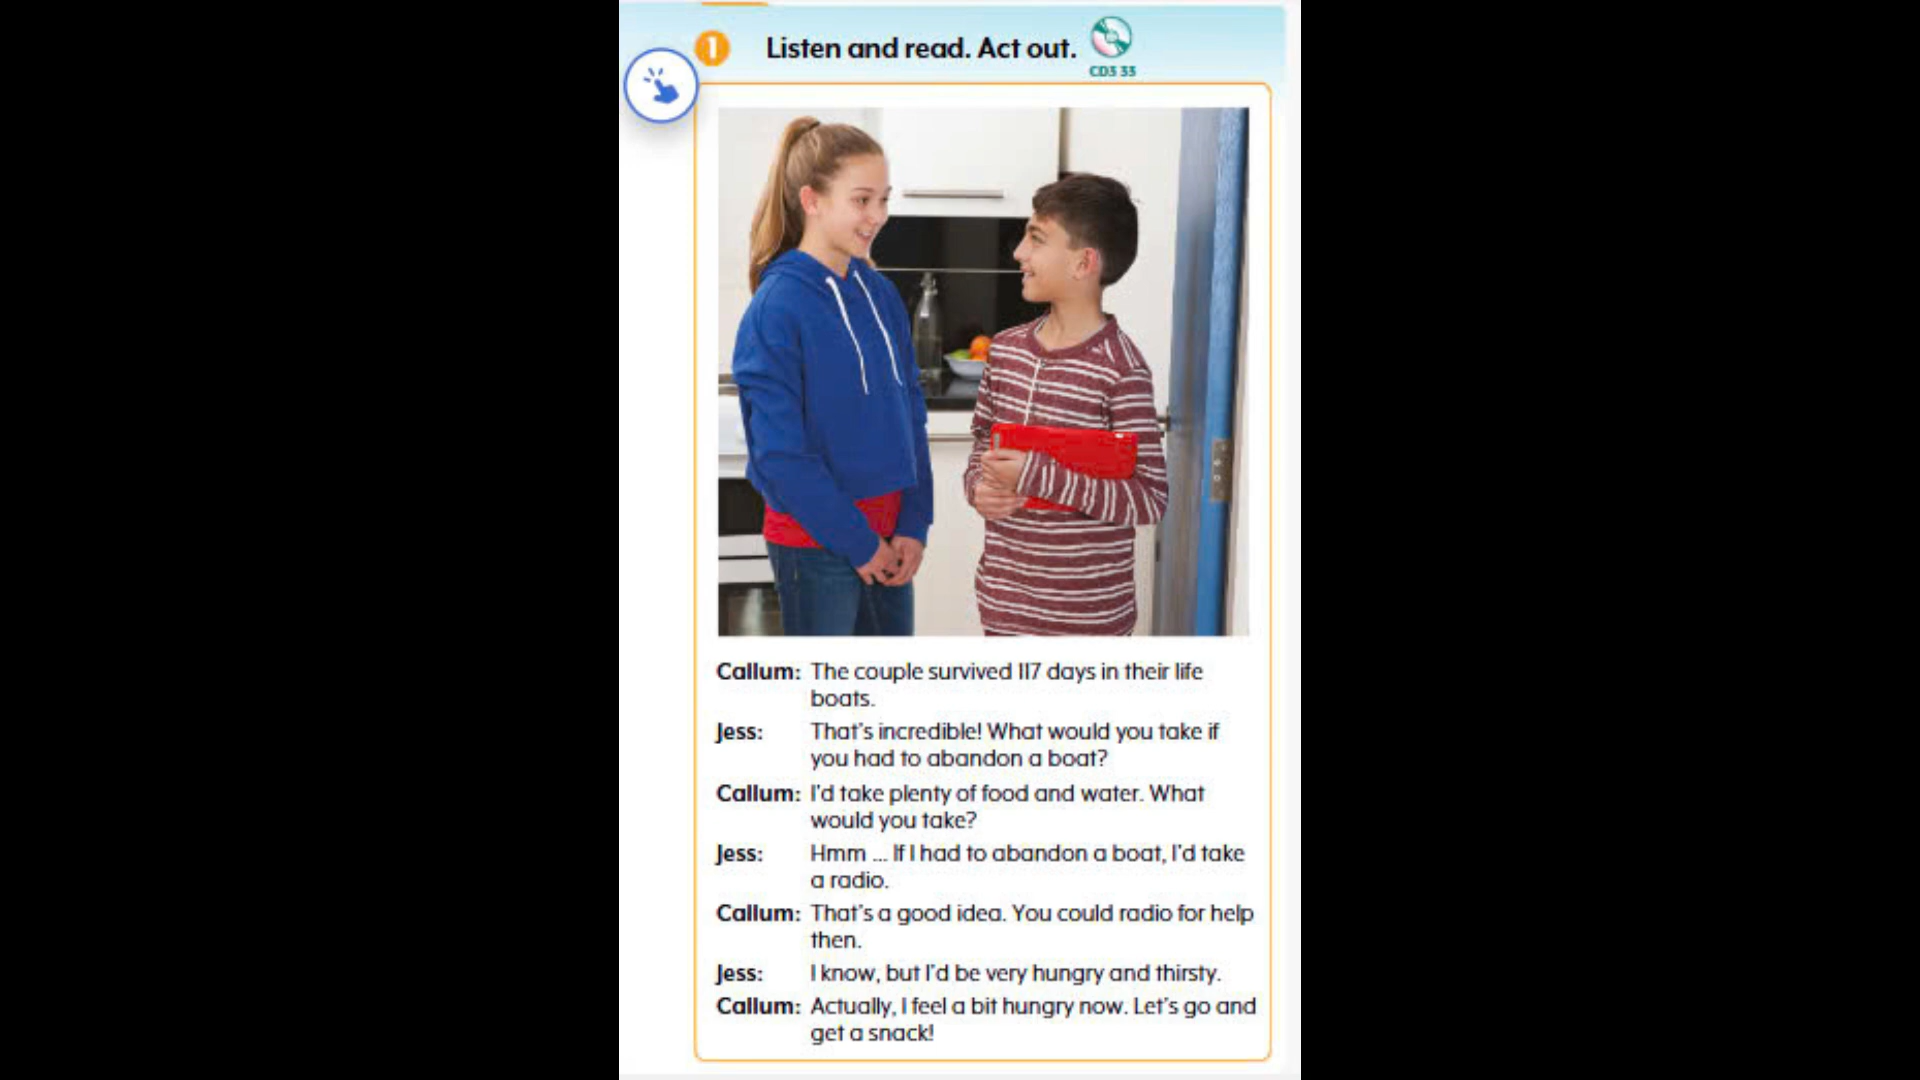 1 Listen and read. Act out.
CD3 33
Callum: The couple survived 117 days in their life
boats.
Jess: That's incredible! What would you take if
you had to abandon a boat?
Callum: I'd take plenty of food and water. What
would you take?
Jess: Hmm ... If I had to abandon a boat, I'd take
a radio.
Callum: That's a good idea. You could radio for help
then.
Jess: I know, but I'd be very hungry and thirsty.
Callum: Actually, I feel a bit hungry now. Let's go and
get a snack!